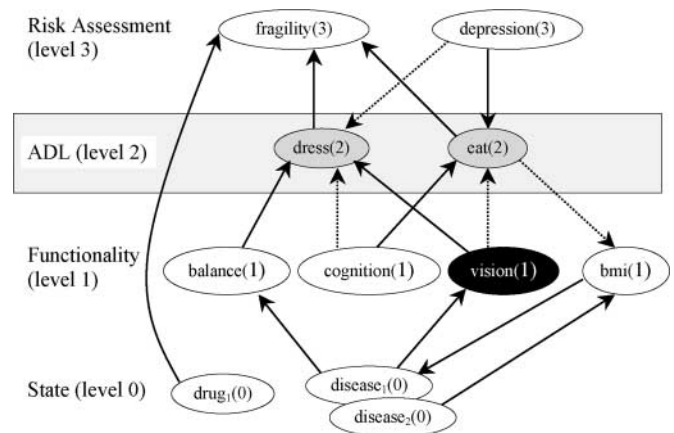 Risk Assessment
(level 3)
fragility(3)
depression(3)
ADL (level 2)
dress(2)
eat(2)
Functionality
(level 1)
balance(1)
cognition(1)
vision(1)
bmi(1)
State (level 0)
drug₁(0)
disease₁(0)
disease₂(0)